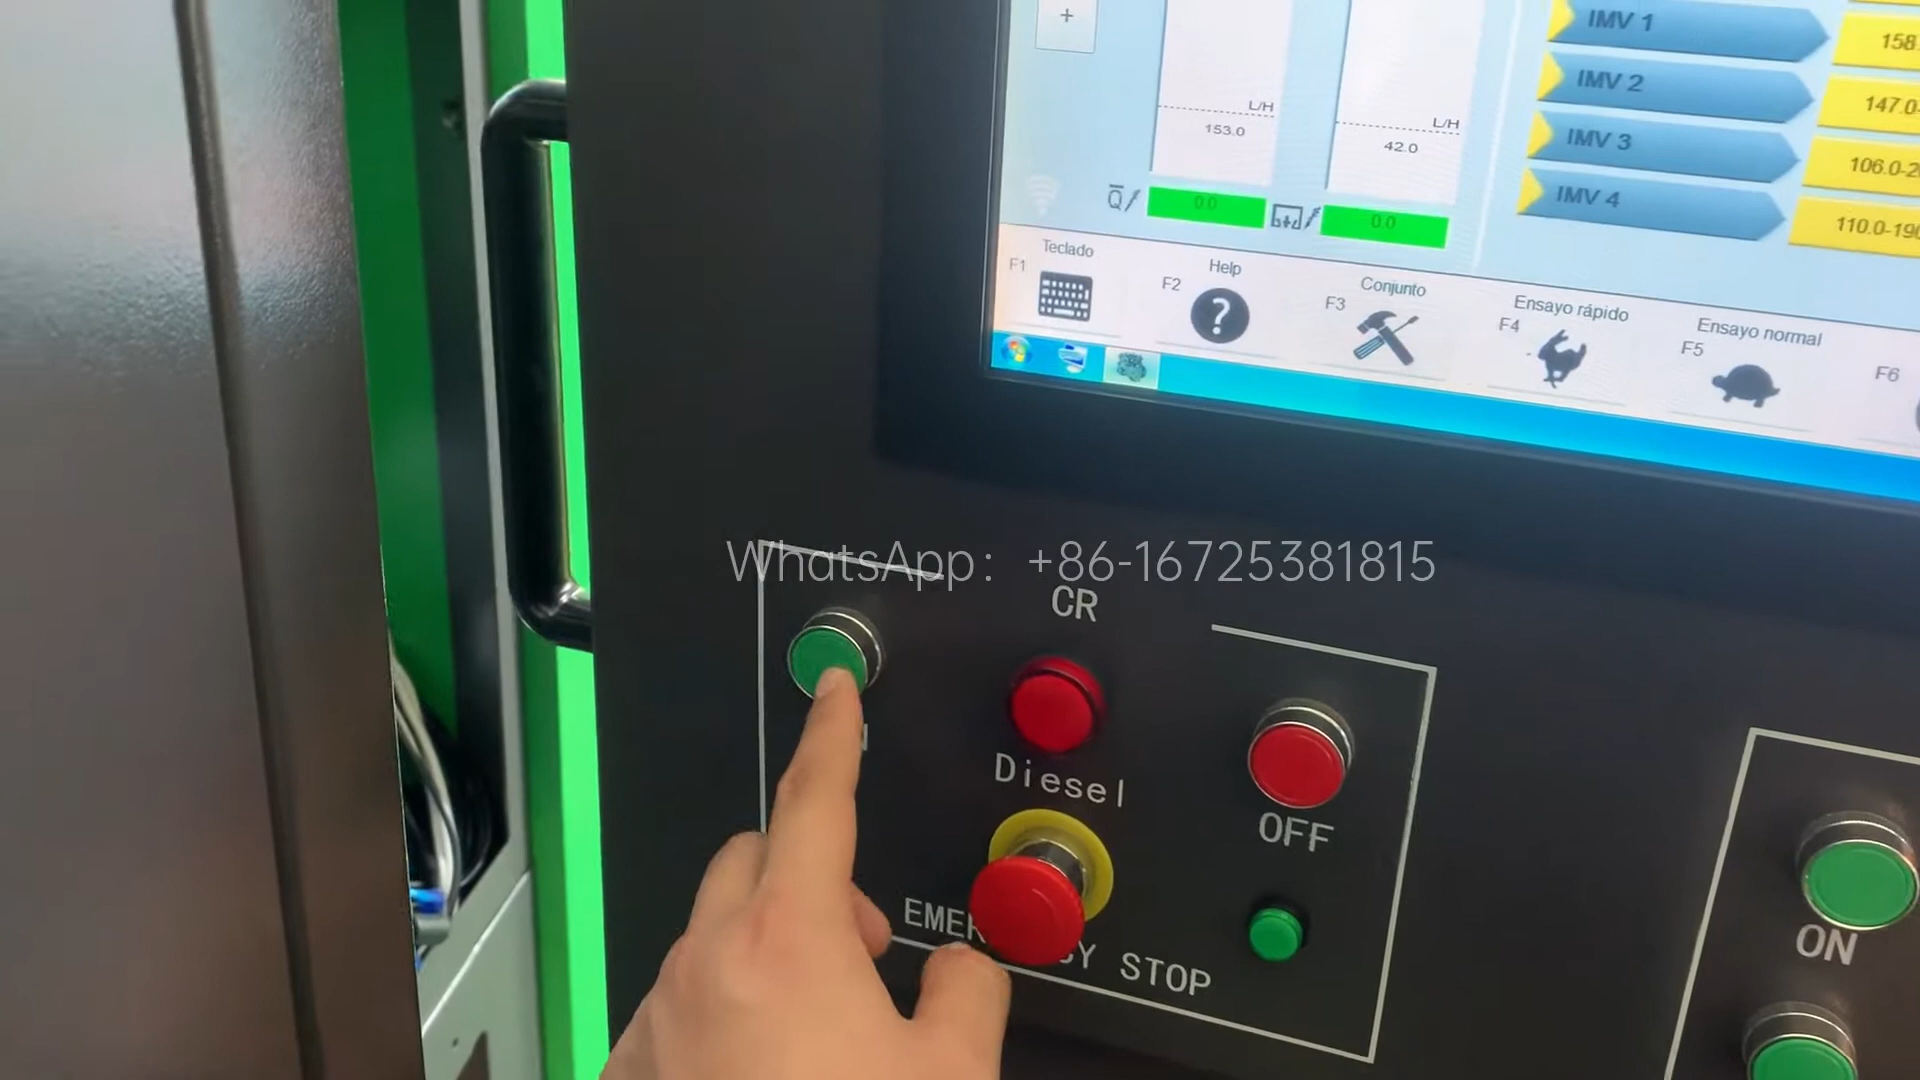 +
IMV 1
158.
IMV 2
147.0
IMV 3
106.0-2
IMV 4
110.0-190
L/H
153.0
L/H
42.0
Q
0.0
0.0
Teclado
F1
Help
F2
Conjunto
F3
Ensayo rápido
F4
Ensayo normal
F5
F6
WhatsApp: +86-16725381815
CR
Diesel
OFF
STOP
ON